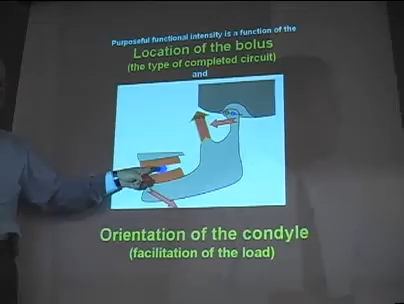 Purposeful functional intensity is a function of the
Location of the bolus
(the type of completed circuit)
and
Orientation of the condyle
(facilitation of the load)